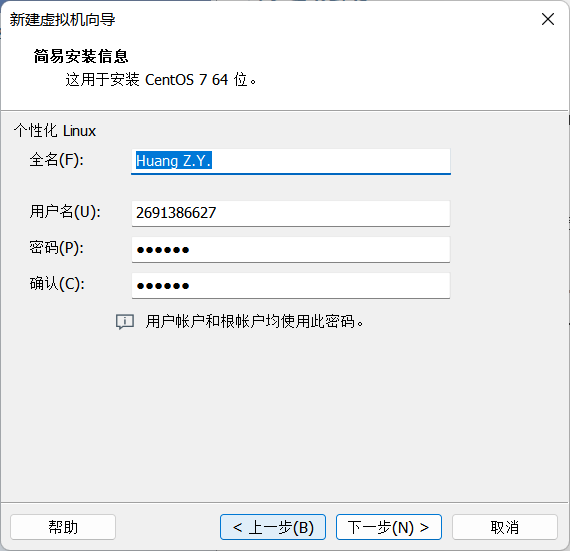 新建虚拟机向导
简易安装信息
这用于安装 CentOS 7 64 位。
个性化 Linux
全名(F): Huang Z.Y.
用户名(U): 2691386627
密码(P): ●●●●●●
确认(C): ●●●●●●
用户帐户和根帐户均使用此密码。
帮助 < 上一步(B) 下一步(N) > 取消